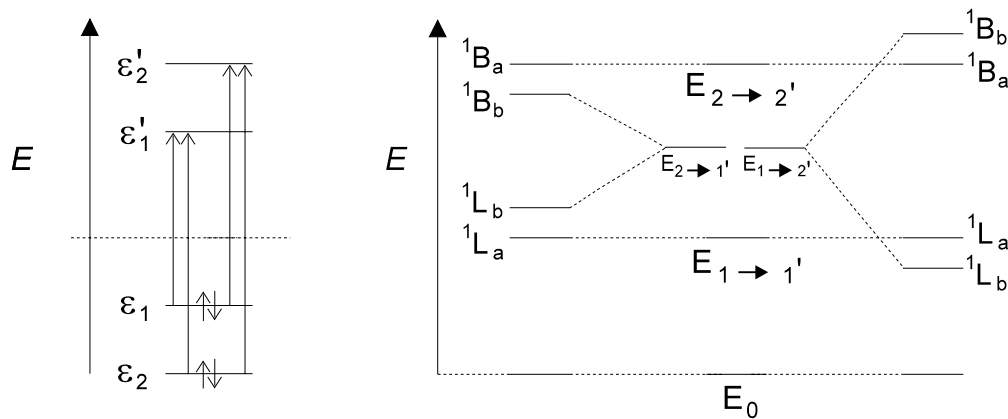 E
ε'2
ε'1
ε1
ε2
E
¹Ba
¹Bb
¹Lb
¹La
E2→2'
E2→1'
E1→2'
E1→1'
E0
¹Bb
¹Ba
¹La
¹Lb